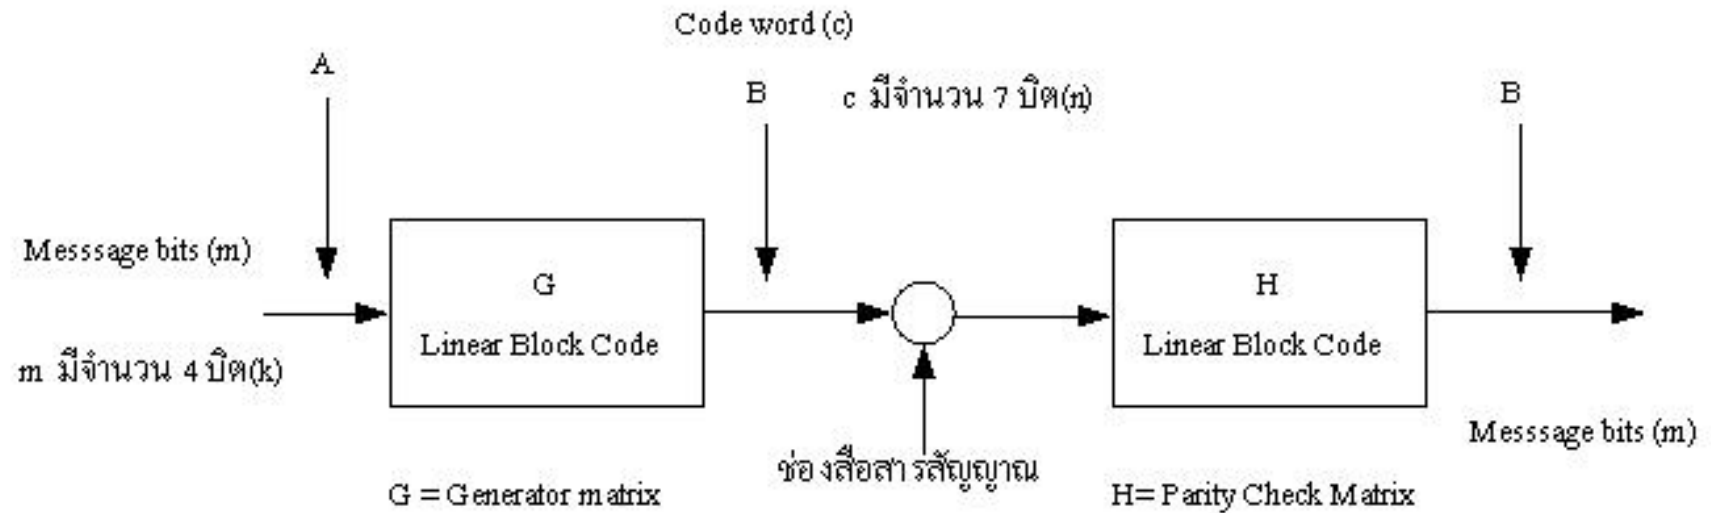 Code word (c)
A
B
c มีจำนวน 7 บิต(n)
B
Messsage bits (m)
G
Linear Block Code
H
Linear Block Code
m มีจำนวน 4 บิต(k)
Messsage bits (m)
ช่องสื่อสารสัญญาณ
G = Generator matrix
H= Parity Check Matrix